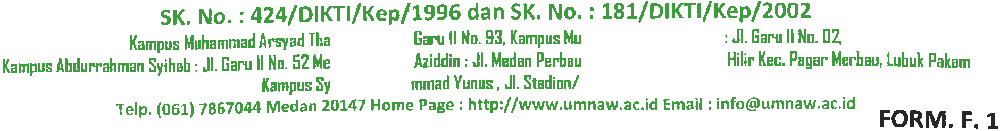 SK. No. : 424/DIKTI/Kep/1996 dan SK. No. : 181/DIKTI/Kep/2002
Kampus Muhammad Arsyad Tha Garu II No. 93, Kampus Mu : Jl. Garu II No. 02,
Kampus Abdurrahman Syihab : Jl. Garu II No. 52 Me Aziddin : Jl. Medan Perbau Hilir Kec. Pagar Merbau, Lubuk Pakam
Kampus Sy mmad Yunus , Jl. Stadion/
Telp. (061) 7867044 Medan 20147 Home Page : http://www.umnaw.ac.id Email : info@umnaw.ac.id
FORM. F. 1